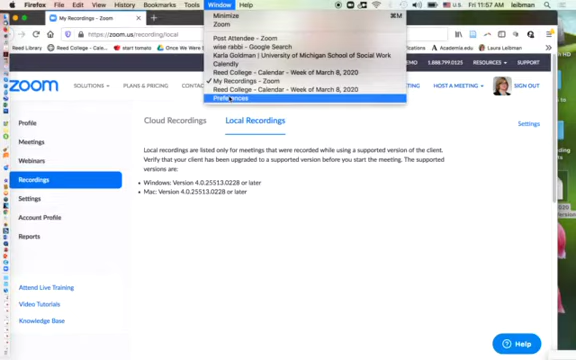 File Edit View History Bookmarks Tools Window Help
Fri 11:57 AM leibman
My Recordings - Zoom
https://zoom.us/recording/local
Reed Library
start tomato
Once We Were
Academia
Laura Leibman
Minimize ⌘M
Zoom
Post Attendee - Zoom
wise rabbi - Google Search
Karla Goldman | University of Michigan School of Social Work
Calendly
Reed College - Calendar - Week of March 8, 2020
✓ My Recordings - Zoom
Reed College - Calendar - Week of March 8, 2020
Preferences
RESOURCES SUPPORT
zoom SOLUTIONS PLANS & PRICING HOST A MEETING SIGN OUT
Profile
Meetings
Webinars
Recordings
Settings
Account Profile
Reports
Attend Live Training
Video Tutorials
Knowledge Base
Cloud Recordings Local Recordings
Settings
Local recordings are listed only for meetings that were recorded while using a supported version of the client.
Verify that your client has been upgraded to a supported version before you start the meeting. The supported
versions are:
• Windows: Version 4.0.25513.0228 or later
• Mac: Version 4.0.25513.0228 or later
Help